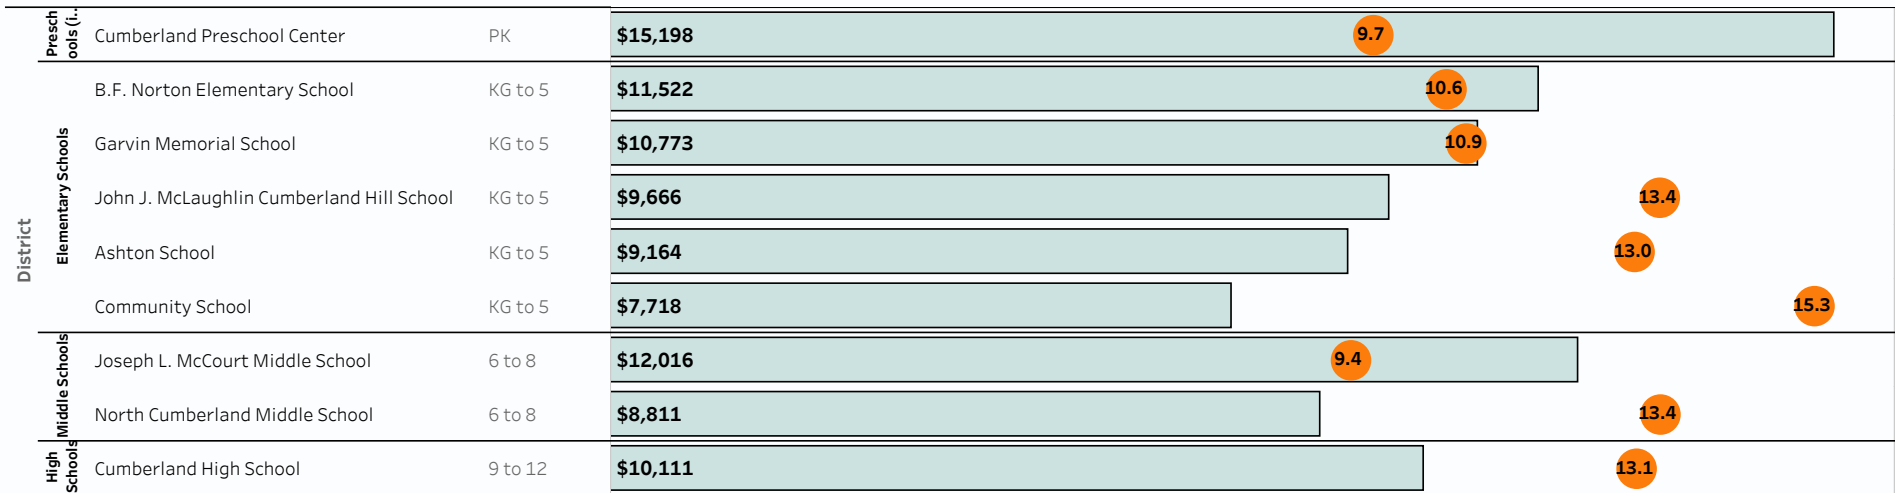 District
Presch
ools (i..
Cumberland Preschool Center PK $15,198 9.7
Elementary Schools
B.F. Norton Elementary School KG to 5 $11,522 10.6
Garvin Memorial School KG to 5 $10,773 10.9
John J. McLaughlin Cumberland Hill School KG to 5 $9,666 13.4
Ashton School KG to 5 $9,164 13.0
Community School KG to 5 $7,718 15.3
Middle Schools
Joseph L. McCourt Middle School 6 to 8 $12,016 9.4
North Cumberland Middle School 6 to 8 $8,811 13.4
High
Schools
Cumberland High School 9 to 12 $10,111 13.1